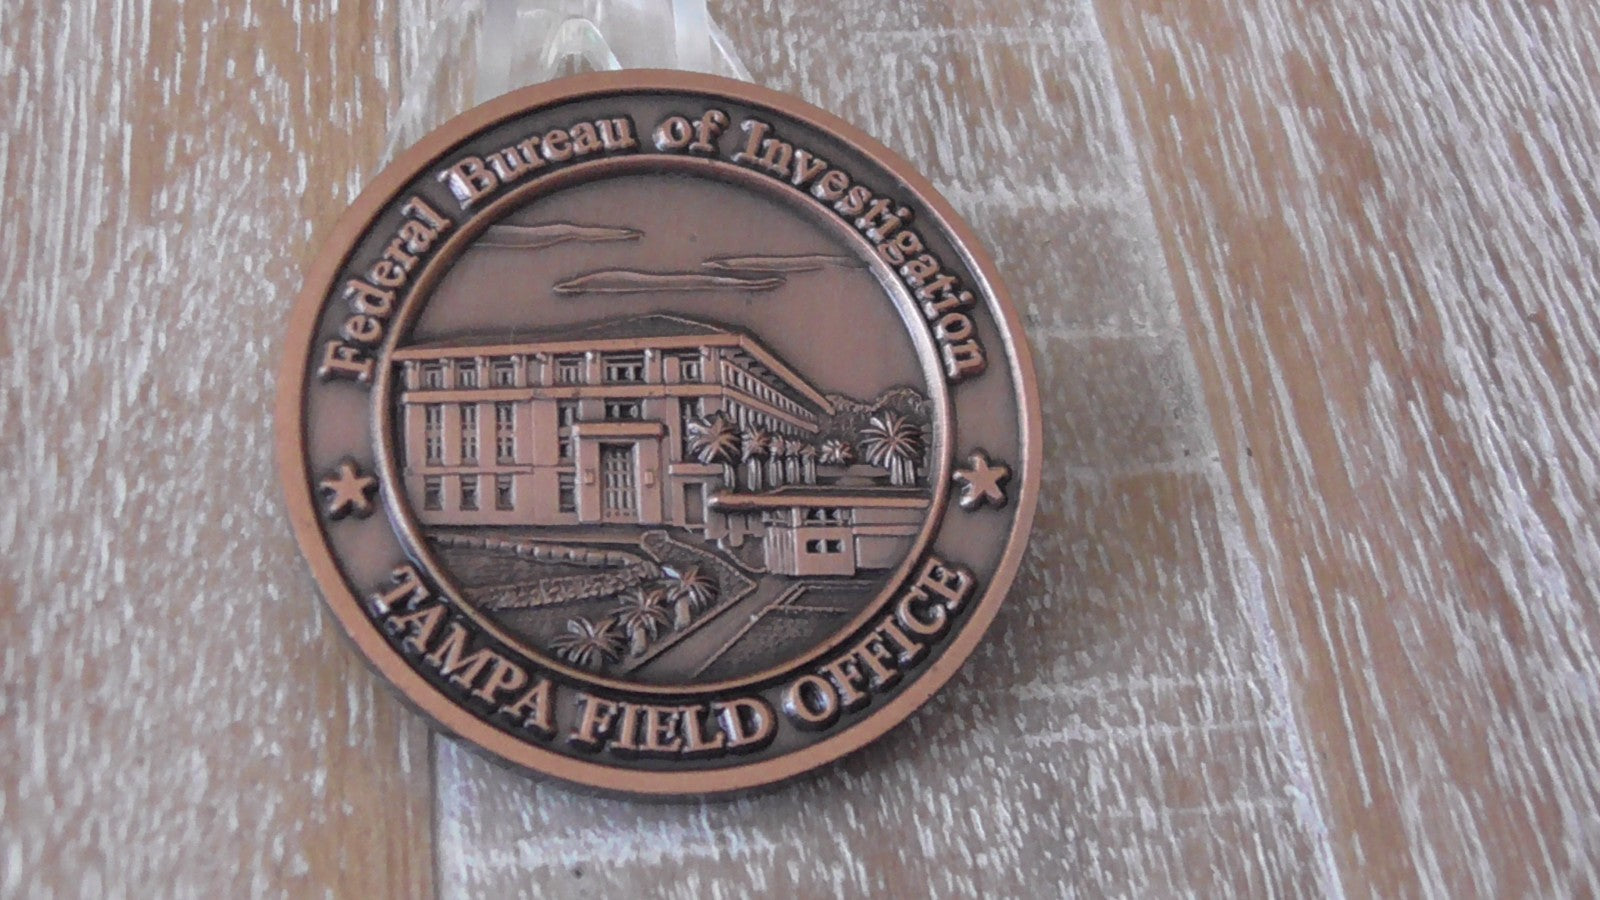 Federal Bureau of Investigation
TAMPA FIELD OFFICE